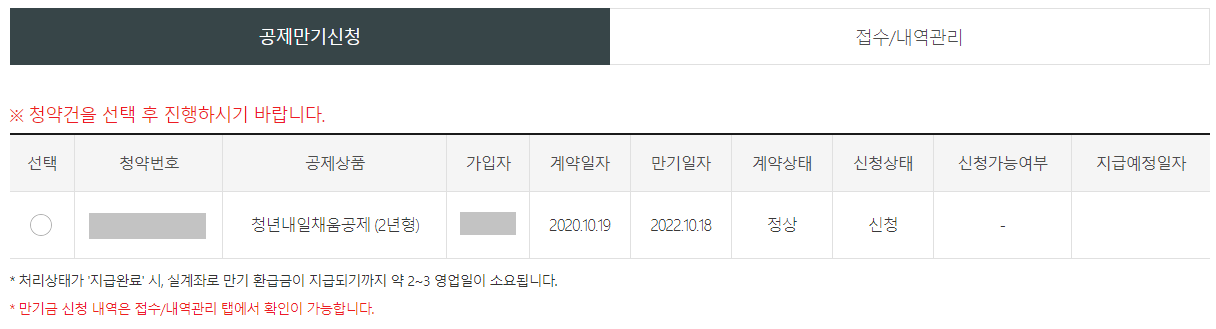 공제만기신청 접수/내역관리
※ 청약건을 선택 후 진행하시기 바랍니다.
선택 청약번호 공제상품 가입자 계약일자 만기일자 계약상태 신청상태 신청가능여부 지급예정일자
청년내일채움공제 (2년형) 2020.10.19 2022.10.18 정상 신청 -
* 처리상태가 '지급완료' 시, 실계좌로 만기 환급금이 지급되기까지 약 2~3 영업일이 소요됩니다.
* 만기금 신청 내역은 접수/내역관리 탭에서 확인이 가능합니다.